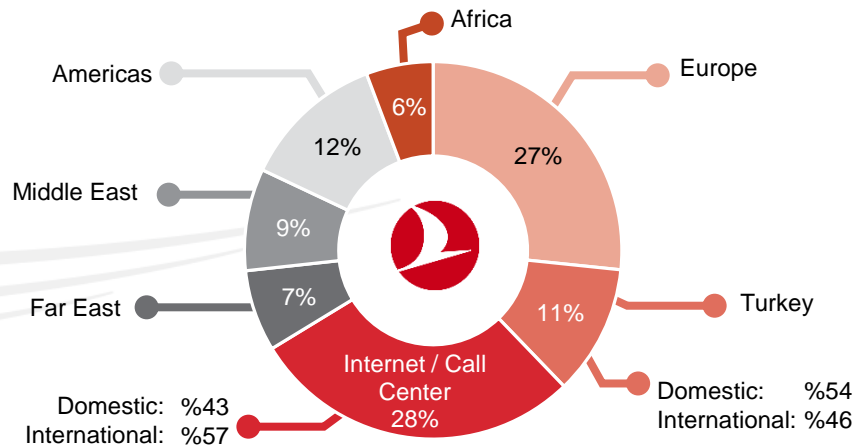 Africa
Americas
Europe
6%
12%
27%
Middle East
9%
Far East
7%
11%
Turkey
Internet / Call
Center
28%
Domestic: %43
International: %57
Domestic: %54
International: %46